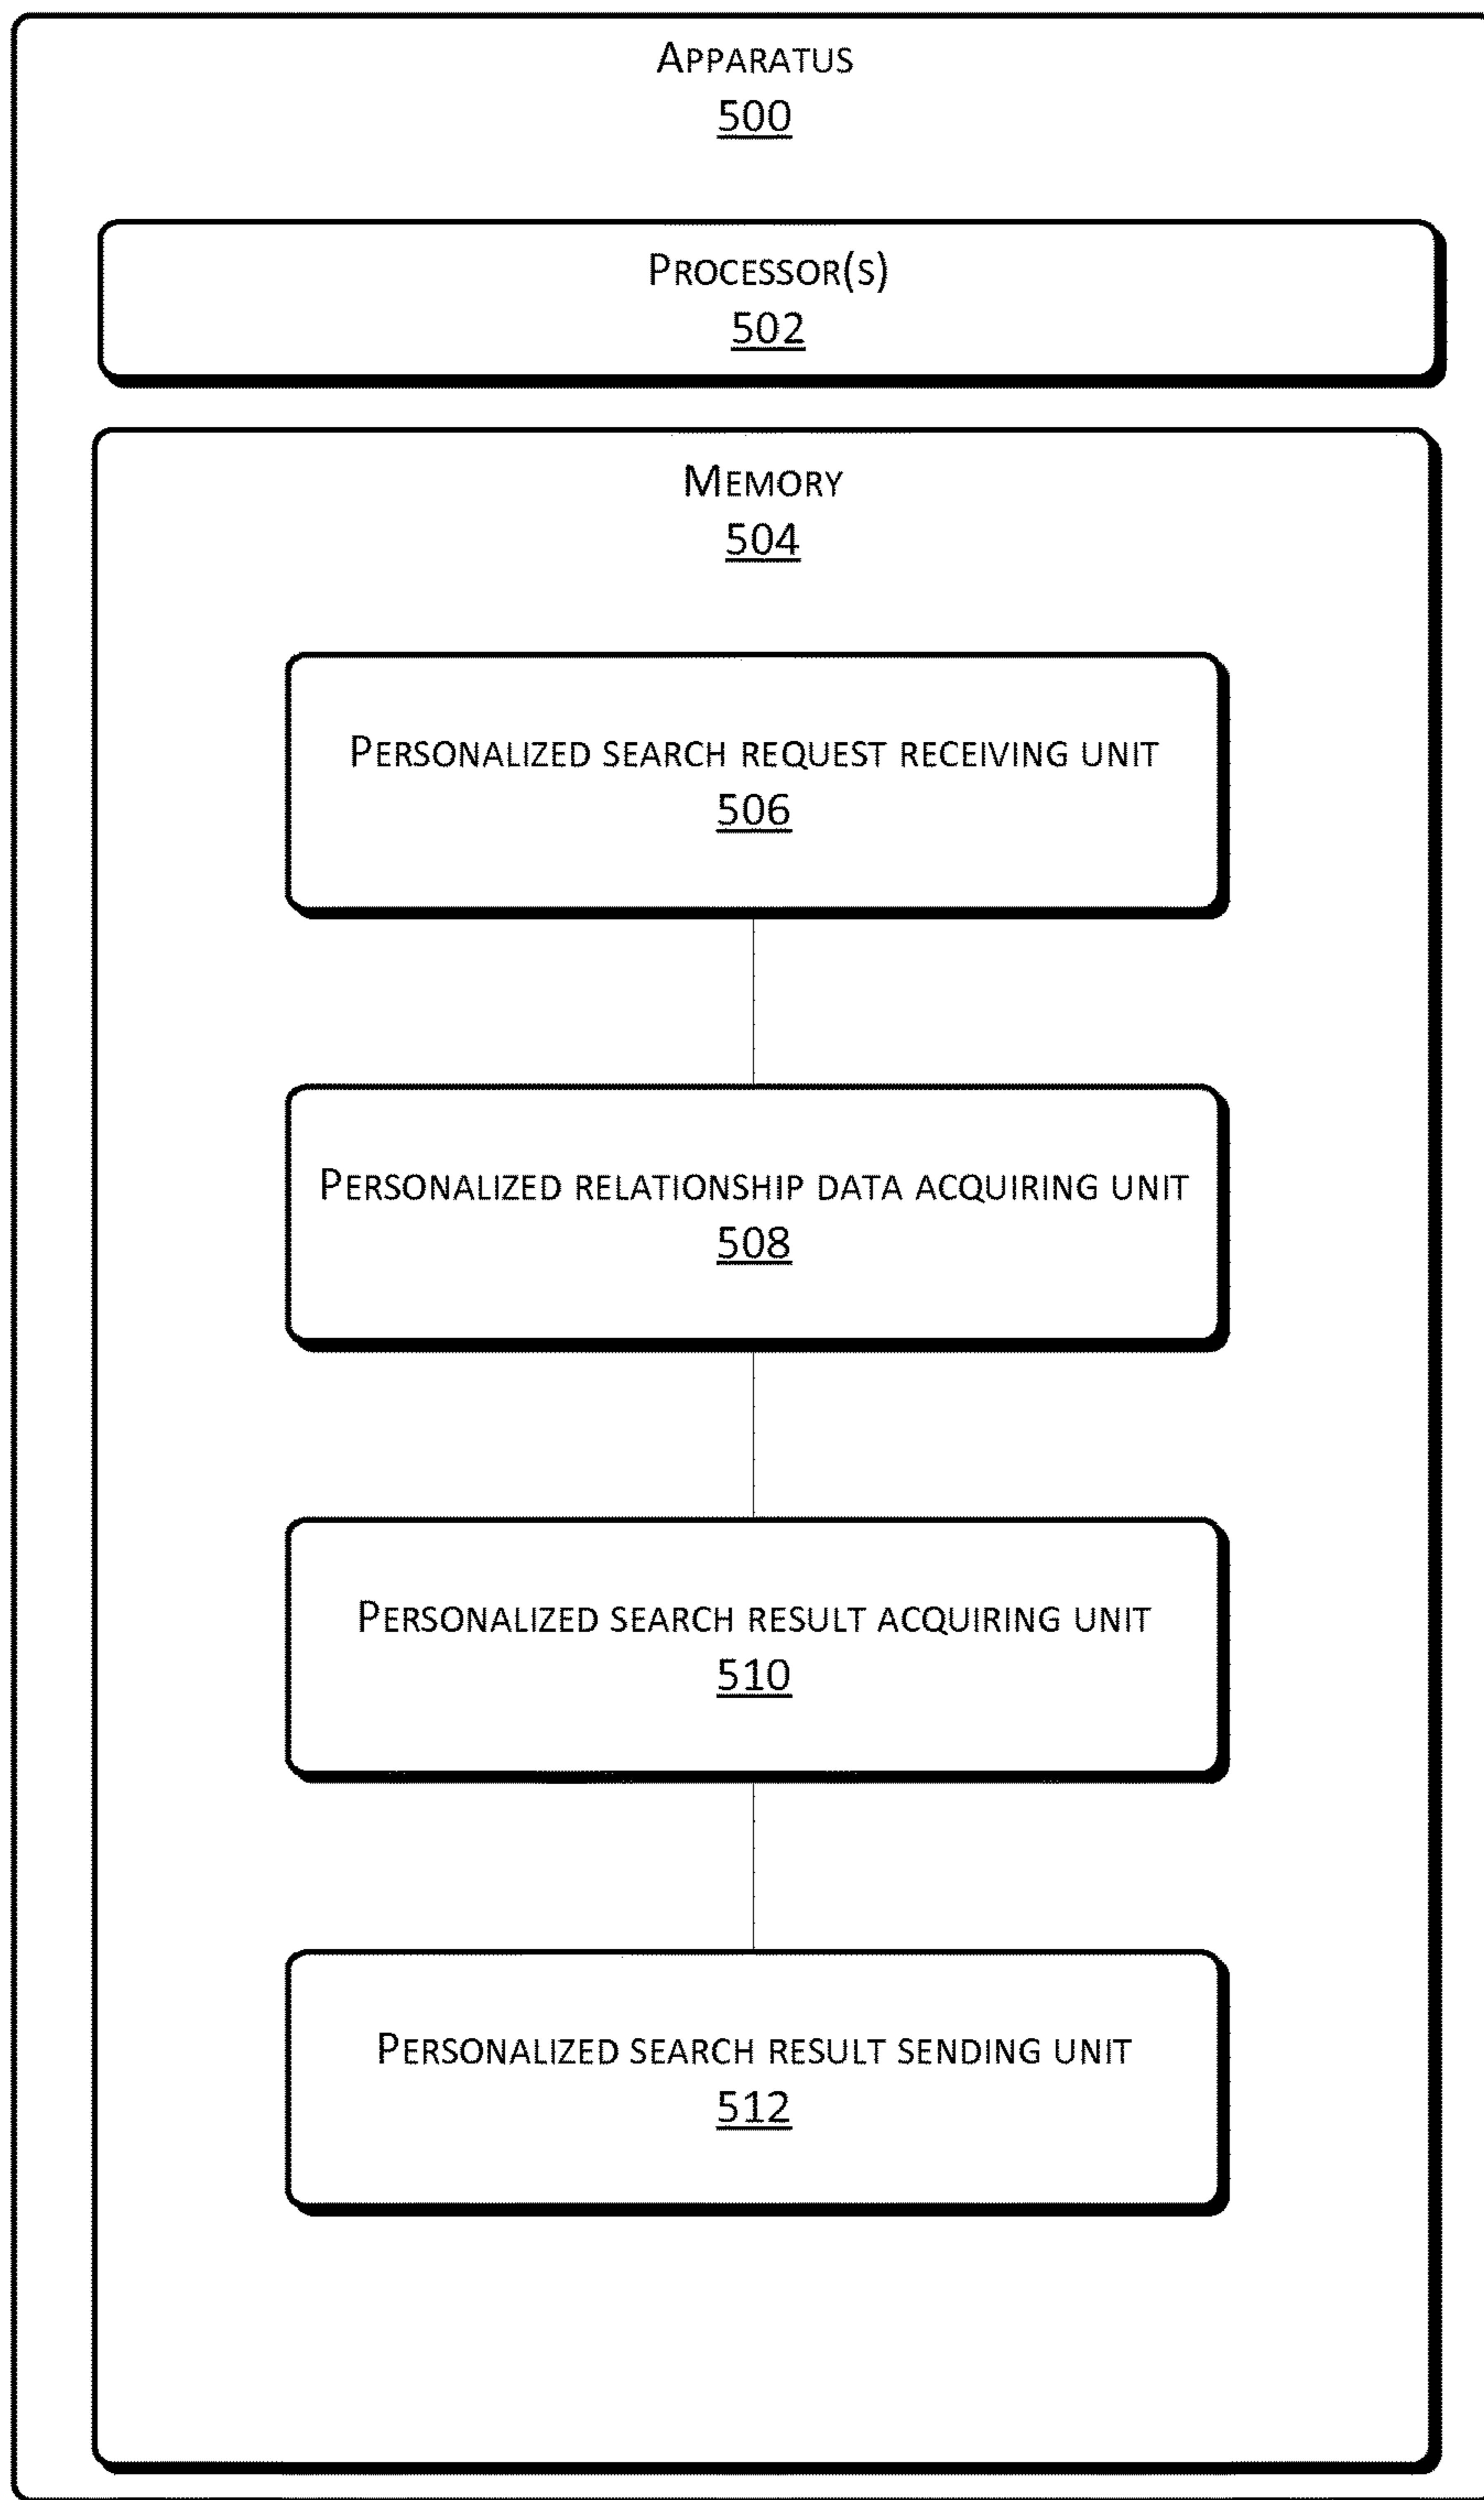 APPARATUS
500
PROCESSOR(S)
502
MEMORY
504
PERSONALIZED SEARCH REQUEST RECEIVING UNIT
506
PERSONALIZED RELATIONSHIP DATA ACQUIRING UNIT
508
PERSONALIZED SEARCH RESULT ACQUIRING UNIT
510
PERSONALIZED SEARCH RESULT SENDING UNIT
512